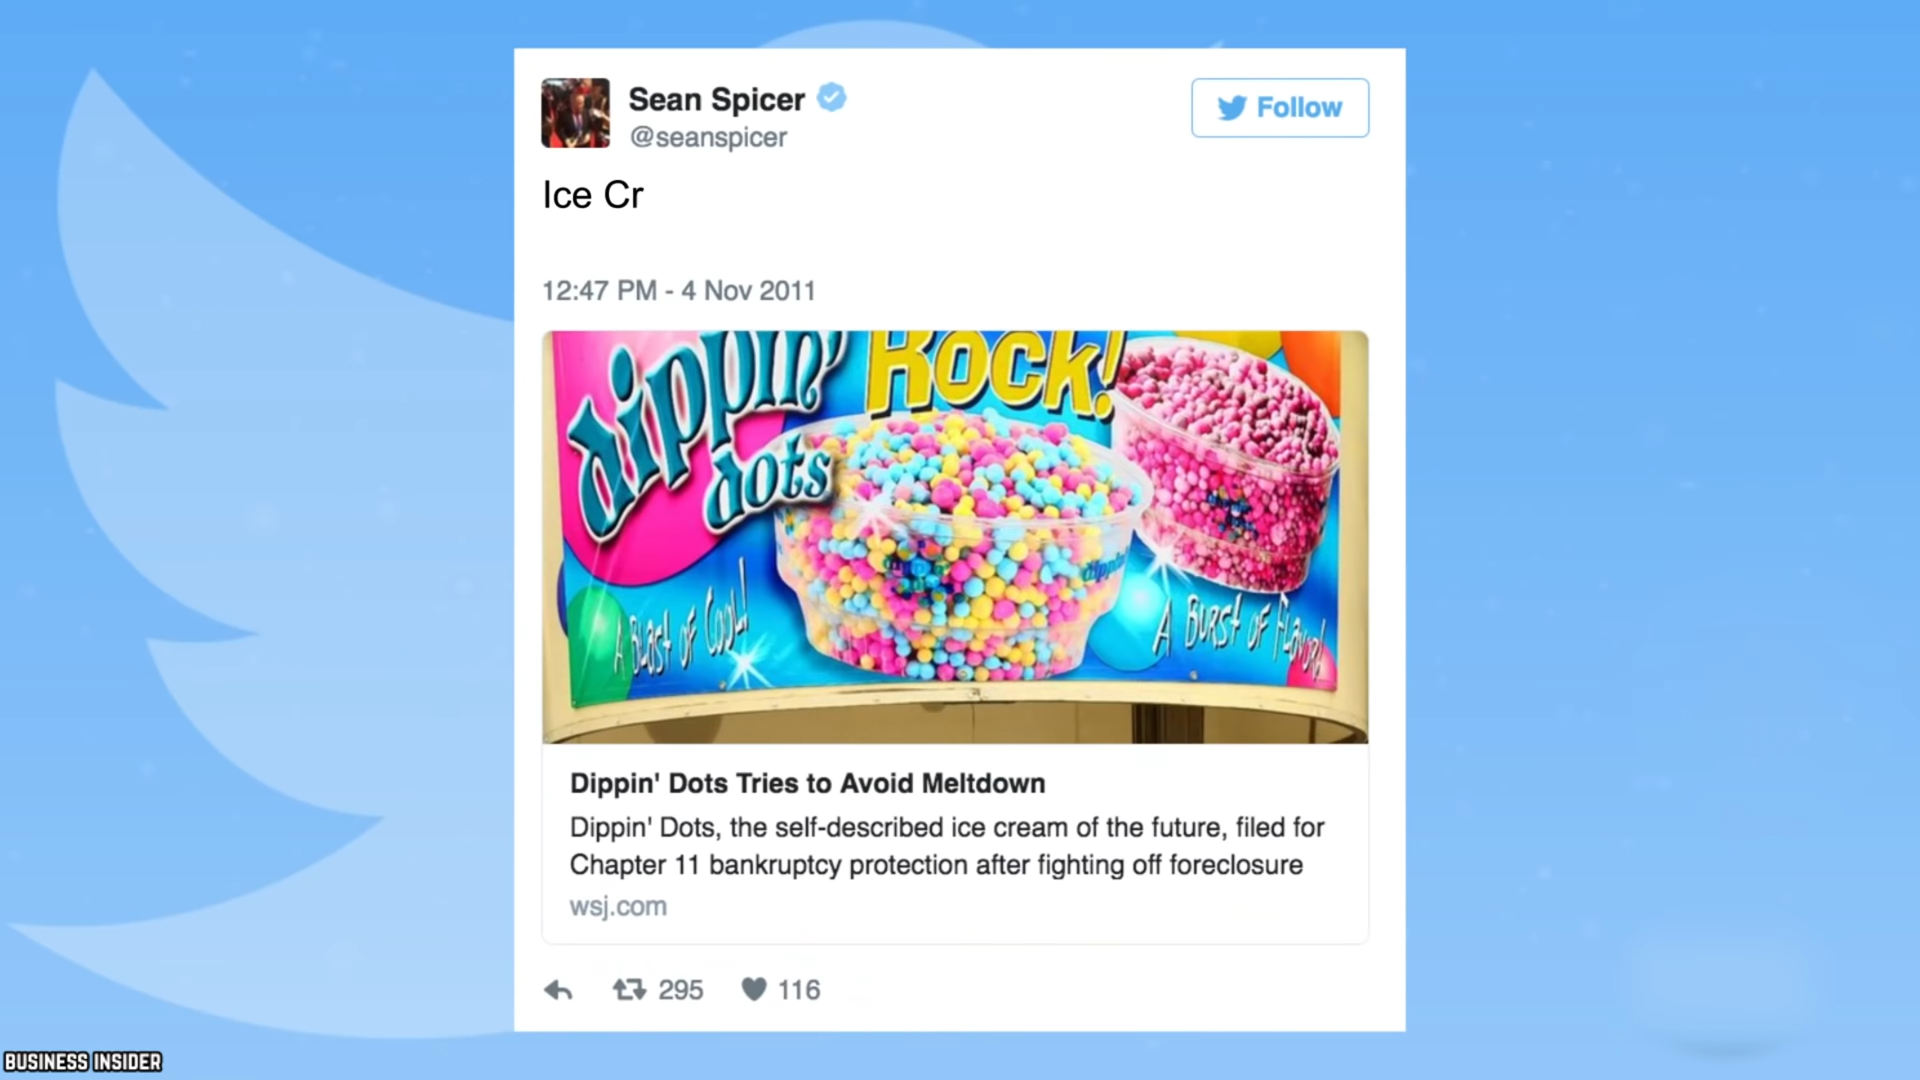 Sean Spicer
@seanspicer
Follow
Ice Cr
12:47 PM - 4 Nov 2011
dippin'
dots
Rock!
A Blast of Cool!
A Burst of Flavor!
Dippin' Dots Tries to Avoid Meltdown
Dippin' Dots, the self-described ice cream of the future, filed for
Chapter 11 bankruptcy protection after fighting off foreclosure
wsj.com
295
116
BUSINESS INSIDER